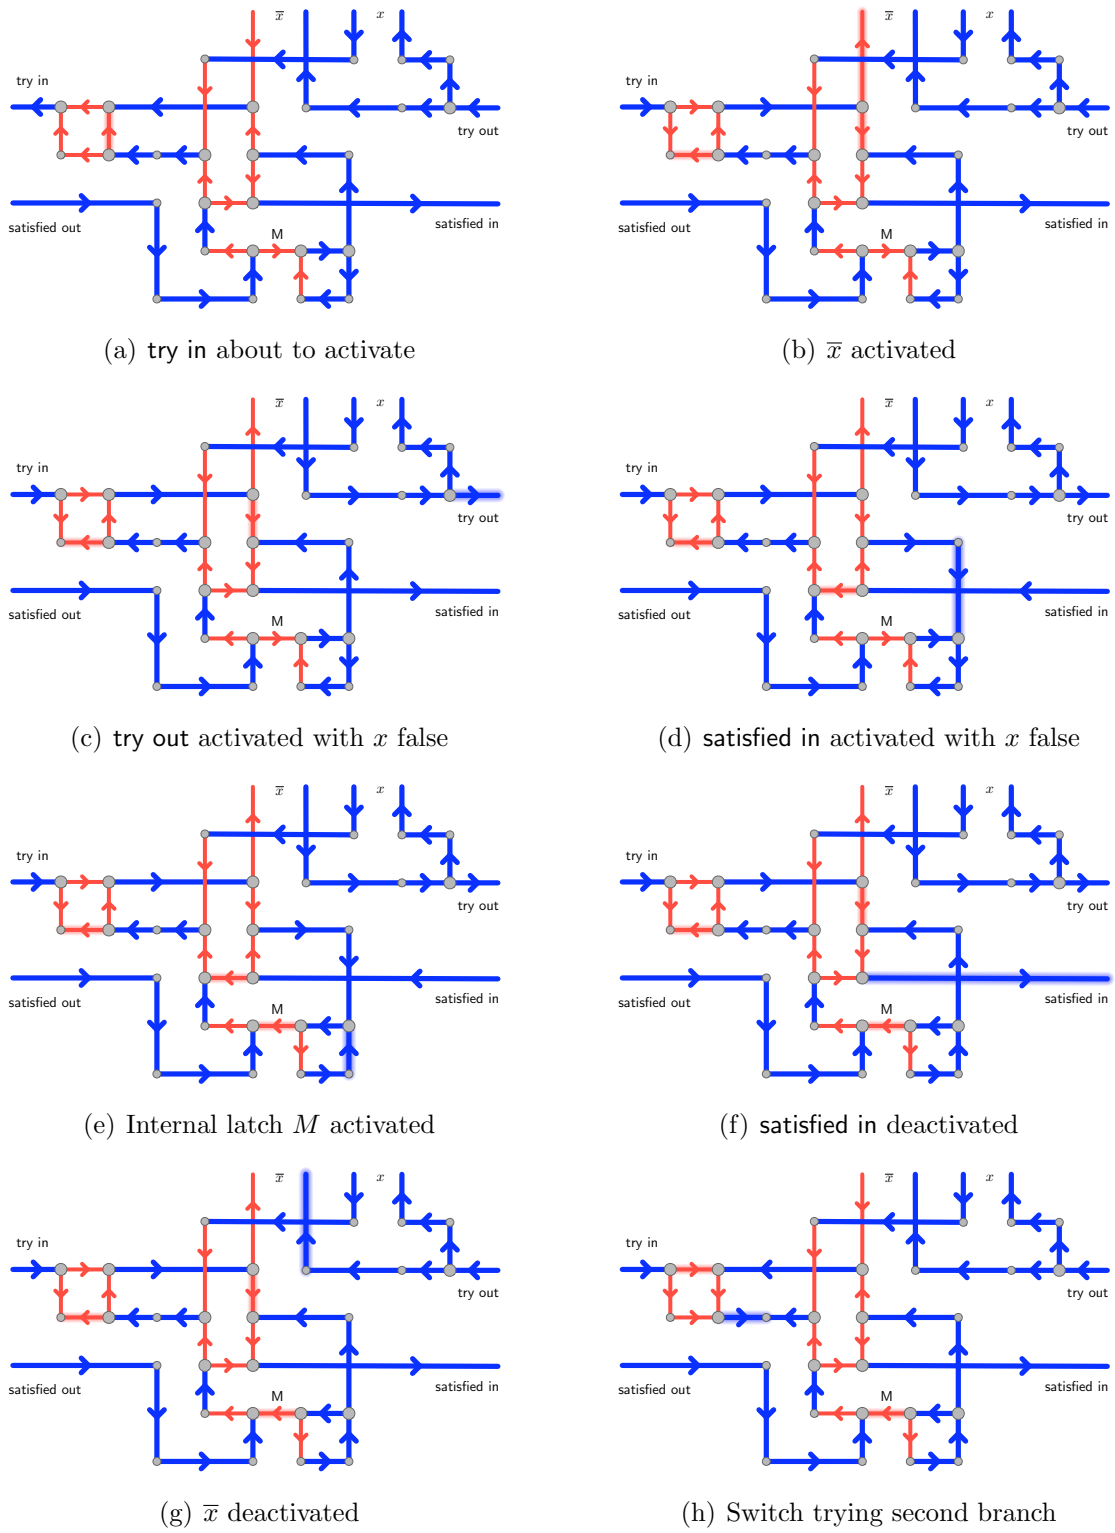 x̅ x
try in
try out
satisfied out
satisfied in
M
(a) try in about to activate
x̅ x
try in
try out
satisfied out
satisfied in
M
(b) x̅ activated
x̅ x
try in
try out
satisfied out
satisfied in
M
(c) try out activated with x false
x̅ x
try in
try out
satisfied out
satisfied in
M
(d) satisfied in activated with x false
x̅ x
try in
try out
satisfied out
satisfied in
M
(e) Internal latch M activated
x̅ x
try in
try out
satisfied out
satisfied in
M
(f) satisfied in deactivated
x̅ x
try in
try out
satisfied out
satisfied in
M
(g) x̅ deactivated
x̅ x
try in
try out
satisfied out
satisfied in
M
(h) Switch trying second branch